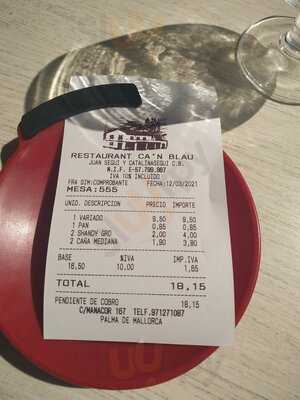 RESTAURANT CA'N BLAU
JUAN SEGUI Y CATALINASEGUI C.B.
N.I.F. E-57.799.907
IVA 10% INCLUIDO
FRA SIM:COMPROBANTE FECHA:12/03/2021
MESA:555
UNID. DESCRIPCION PRECIO IMPORTE
1 VARIADO 9,50 9,50
1 PAN 0,85 0,85
2 SHANDY GRD 2,00 4,00
2 CAÑA MEDIANA 1,90 3,80
BASE %IVA IMP.IVA
16,50 10,00 1,65
TOTAL 18,15
PENDIENTE DE COBRO 18,15
C/MANACOR 167 TELF.971271087
PALMA DE MALLORCA